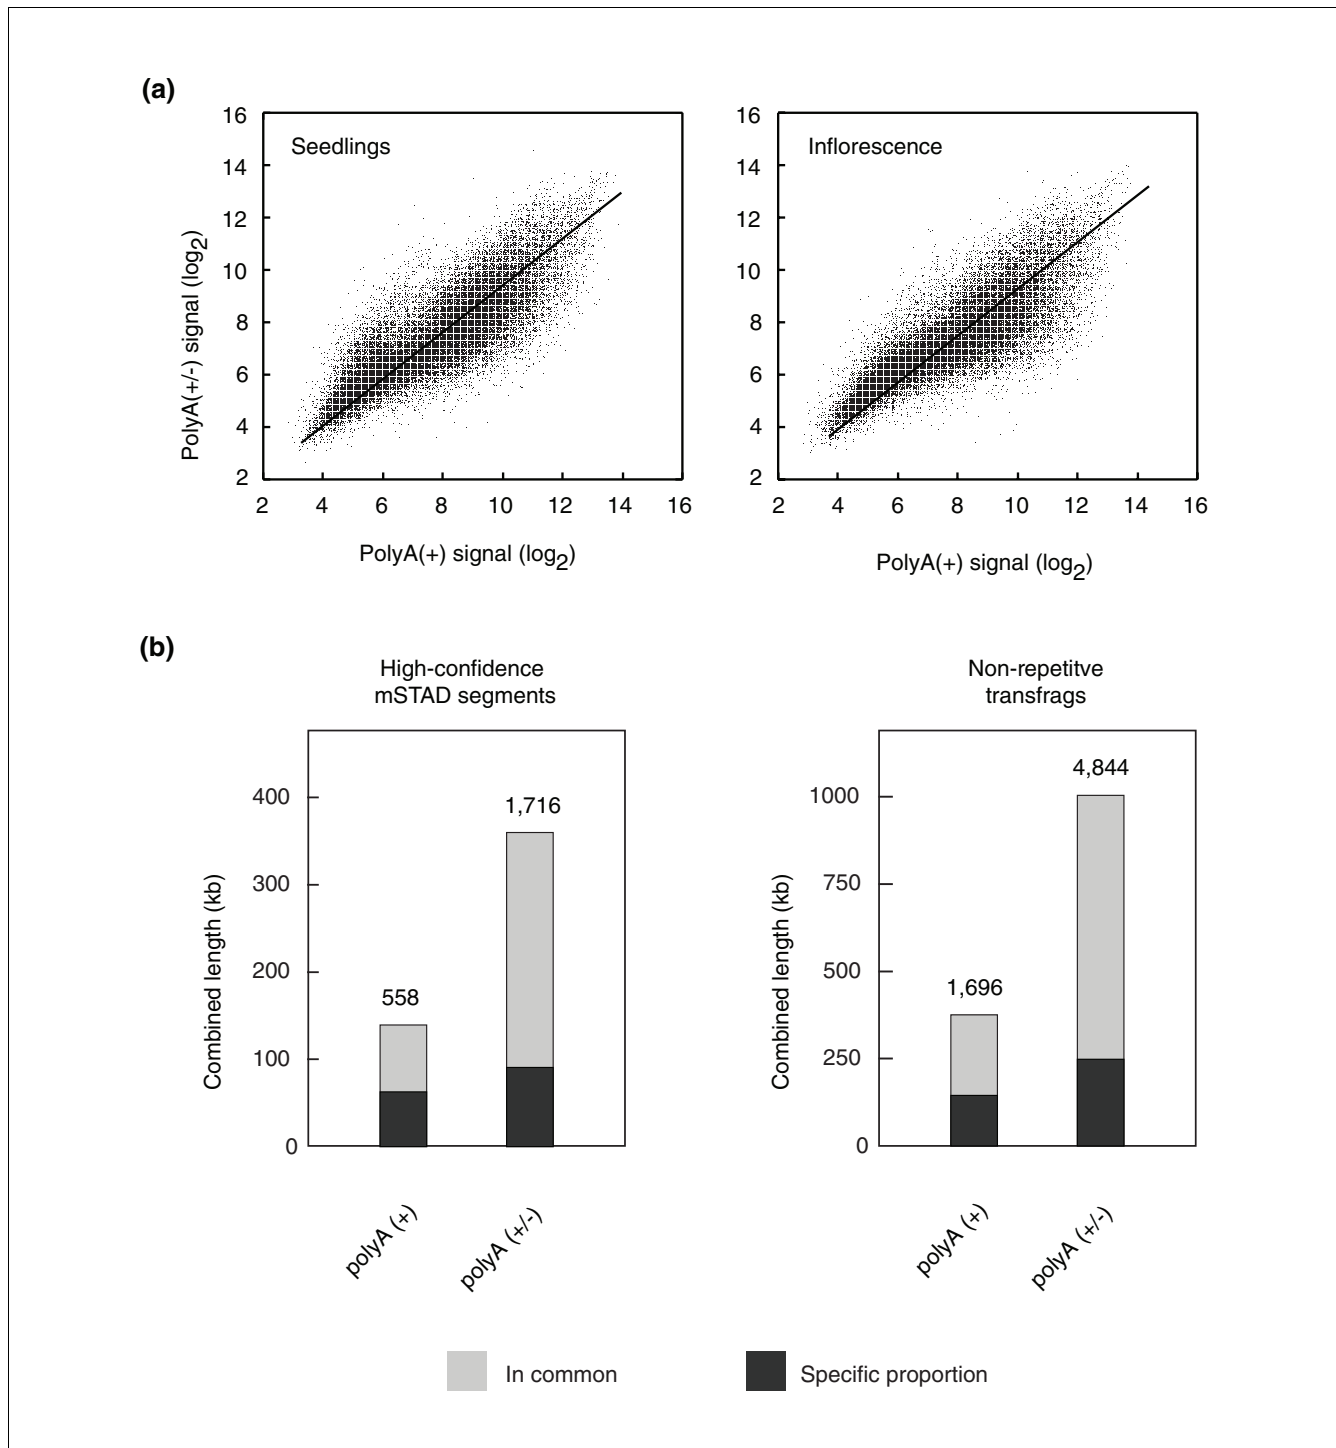 (a)
Seedlings
Inflorescence
PolyA(+/-) signal (log2)
16
14
12
10
8
6
4
2
2 4 6 8 10 12 14 16
PolyA(+) signal (log2)
16
14
12
10
8
6
4
2
2 4 6 8 10 12 14 16
PolyA(+) signal (log2)
(b)
High-confidence
mSTAD segments
Combined length (kb)
400
300
200
100
0
558
1,716
polyA (+)
polyA (+/-)
Non-repetitve
transfrags
Combined length (kb)
1000
750
500
250
0
1,696
4,844
polyA (+)
polyA (+/-)
In common
Specific proportion